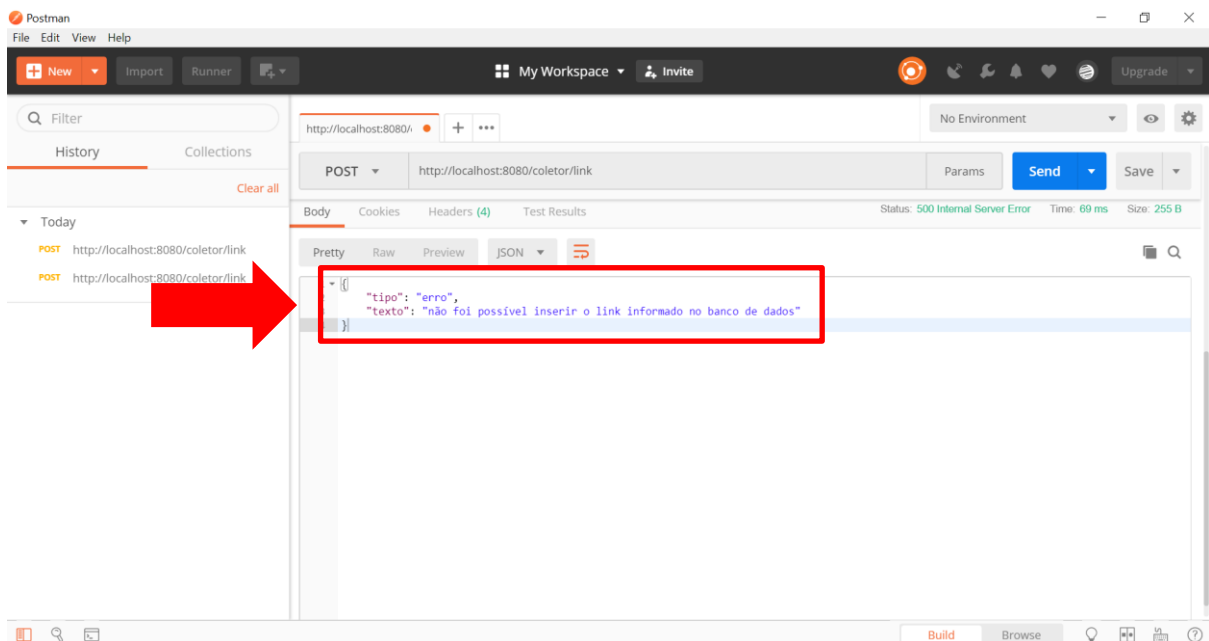 Postman
File Edit View Help
New Import Runner My Workspace Invite Upgrade
Filter
History Collections
Clear all
Today
POST http://localhost:8080/coletor/link
POST http://localhost:8080/coletor/link
http://localhost:8080/
No Environment
POST http://localhost:8080/coletor/link Params Send Save
Body Cookies Headers (4) Test Results Status: 500 Internal Server Error Time: 69 ms Size: 255 B
Pretty Raw Preview JSON
{
"tipo": "erro",
"texto": "não foi possível inserir o link informado no banco de dados"
}
Build Browse